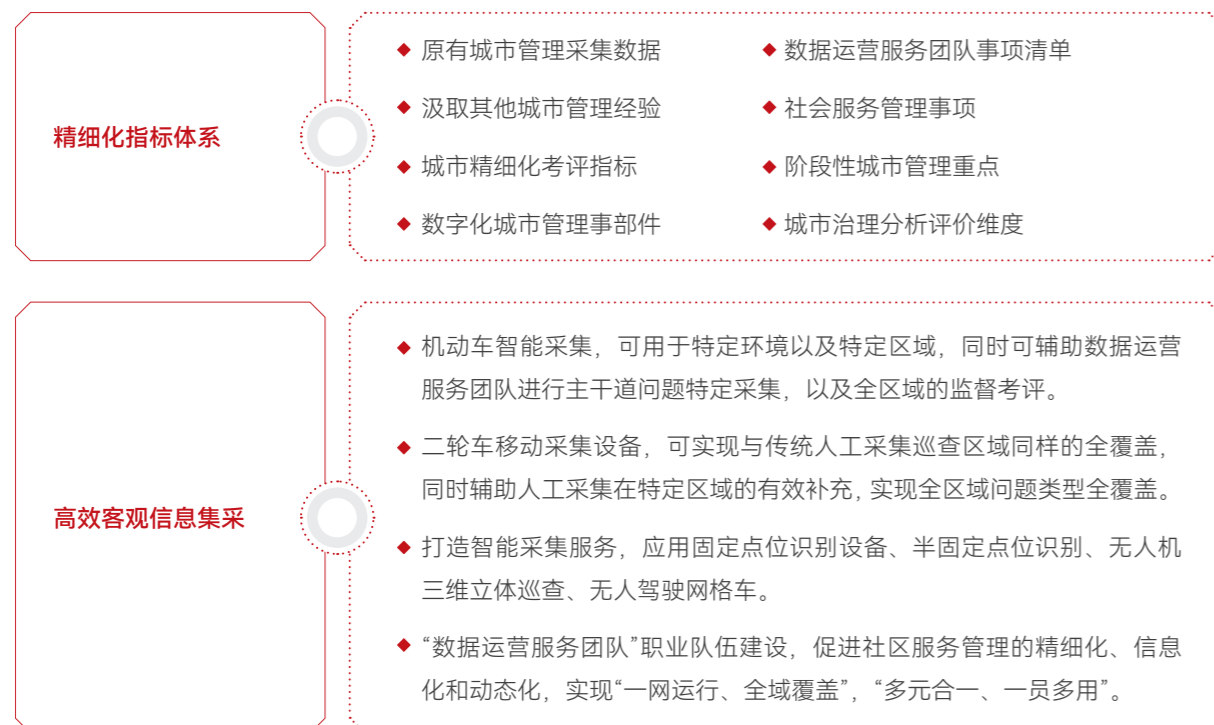 精细化指标体系
◆ 原有城市管理采集数据
◆ 数据运营服务团队事项清单
◆ 汲取其他城市管理经验
◆ 社会服务管理事项
◆ 城市精细化考评指标
◆ 阶段性城市管理重点
◆ 数字化城市管理事部件
◆ 城市治理分析评价维度
高效客观信息集采
◆ 机动车智能采集，可用于特定环境以及特定区域，同时可辅助数据运营
服务团队进行主干道问题特定采集，以及全区域的监督考评。
◆ 二轮车移动采集设备，可实现与传统人工采集巡查区域同样的全覆盖，
同时辅助人工采集在特定区域的有效补充，实现全区域问题类型全覆盖。
◆ 打造智能采集服务，应用固定点位识别设备、半固定点位识别、无人机
三维立体巡查、无人驾驶网格车。
◆ “数据运营服务团队”职业队伍建设，促进社区服务管理的精细化、信息
化和动态化，实现“一网运行、全域覆盖”，“多元合一、一员多用”。